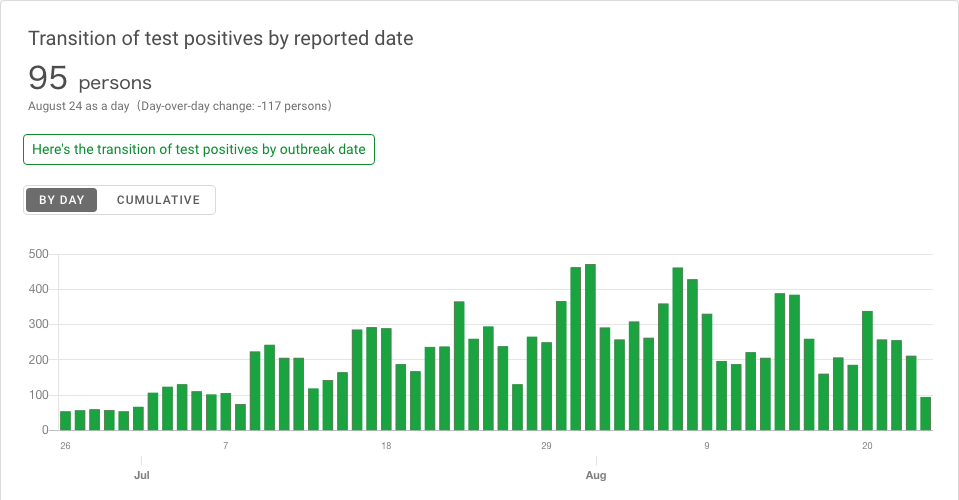 Transition of test positives by reported date
95 persons
August 24 as a day（Day-over-day change: -117 persons）
Here's the transition of test positives by outbreak date
BY DAY CUMULATIVE
500
400
300
200
100
0
26 7 18 29 9 20
Jul Aug